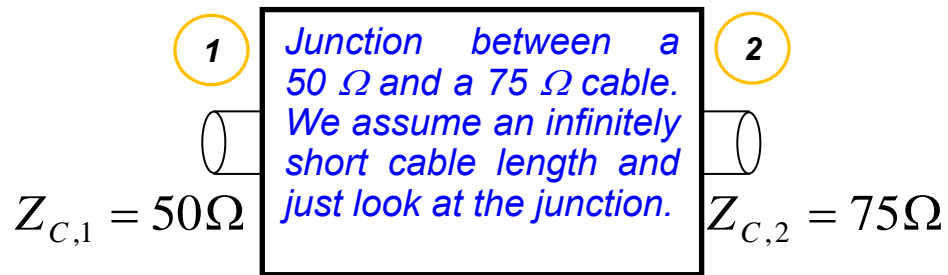 1
2
Junction between a
50 Ω and a 75 Ω cable.
We assume an infinitely
short cable length and
just look at the junction.
Z_{C,1} = 50Ω
Z_{C,2} = 75Ω